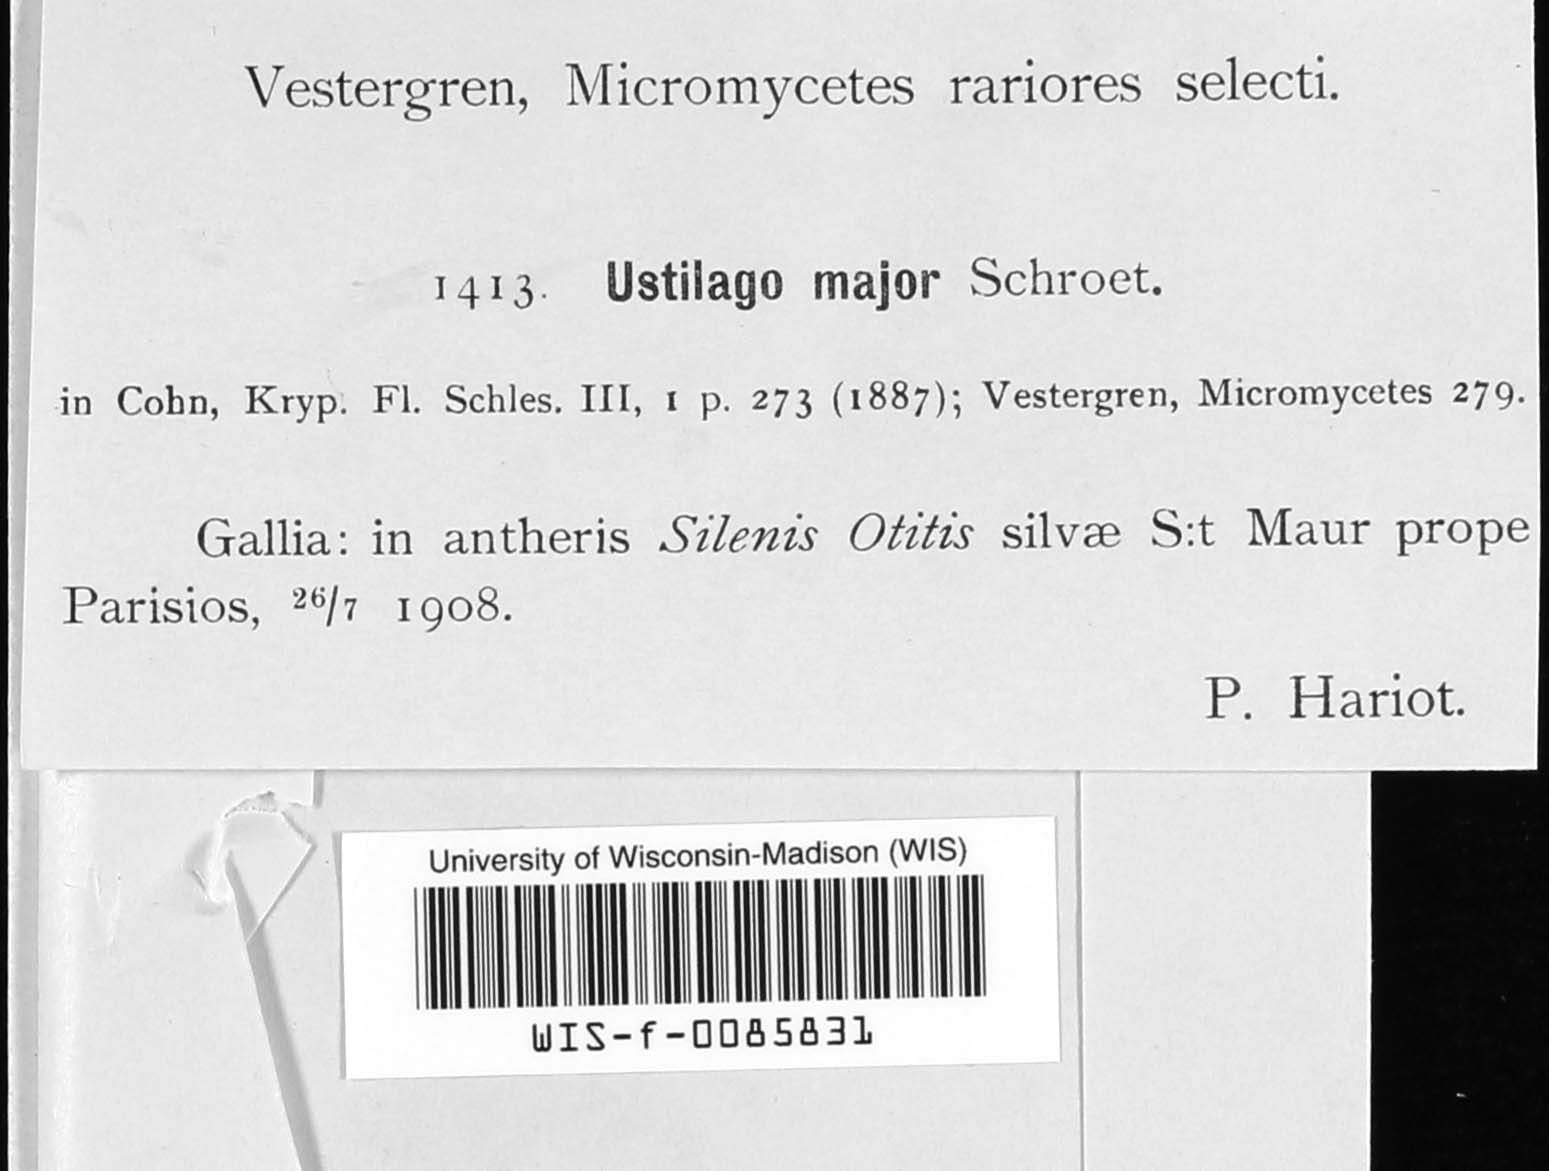 Vestergren, Micromycetes rariores selecti.
1413. Ustilago major Schroet.
in Cohn, Kryp. Fl. Schles. III, 1 p. 273 (1887); Vestergren, Micromycetes 279.
Gallia: in antheris Silenis Otitis silvæ S:t Maur prope
Parisios, 26/7 1908.
P. Hariot.
University of Wisconsin-Madison (WIS)
WIS-f-0085831